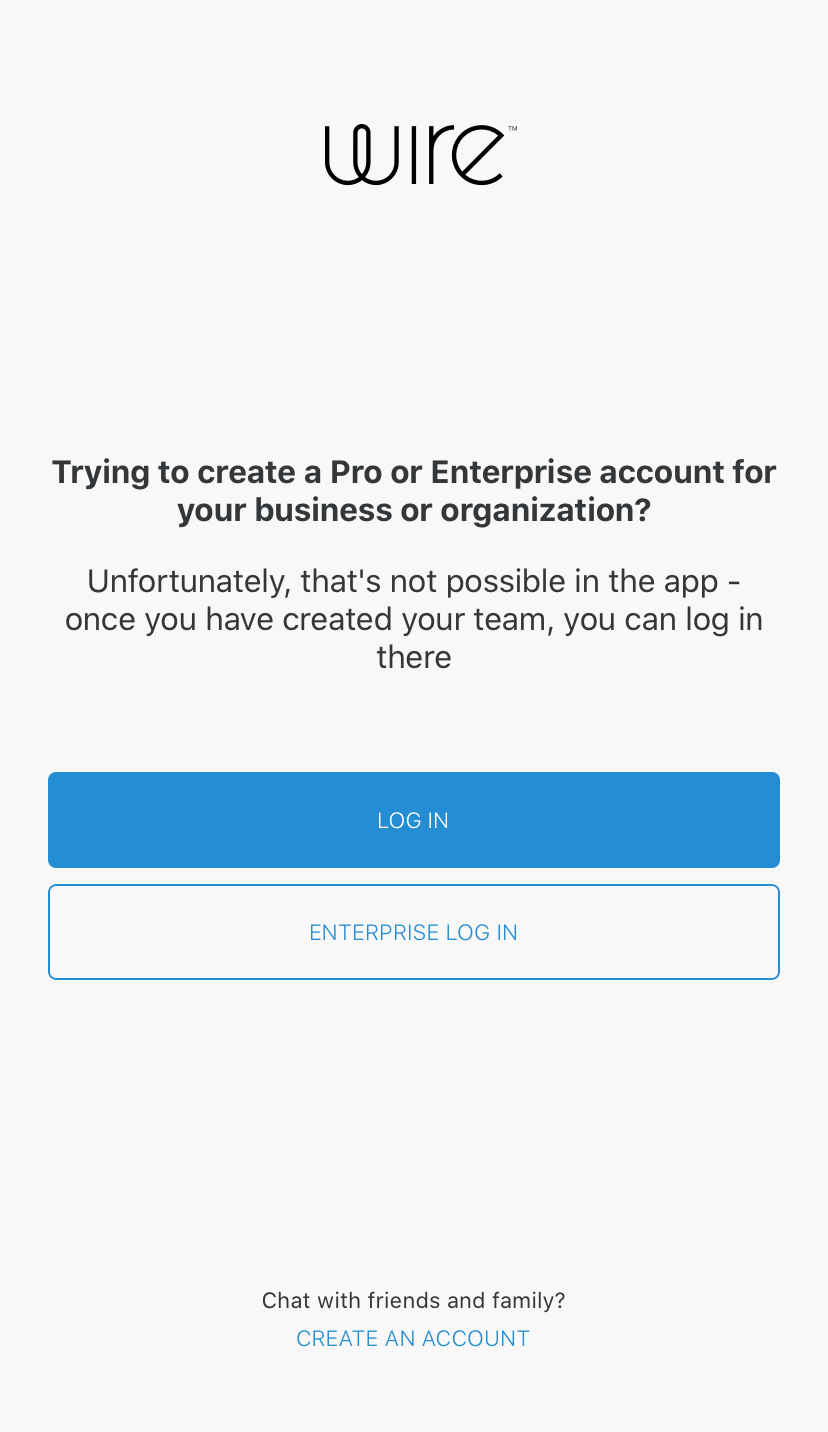 wire™
Trying to create a Pro or Enterprise account for
your business or organization?
Unfortunately, that's not possible in the app -
once you have created your team, you can log in
there
LOG IN
ENTERPRISE LOG IN
Chat with friends and family?
CREATE AN ACCOUNT